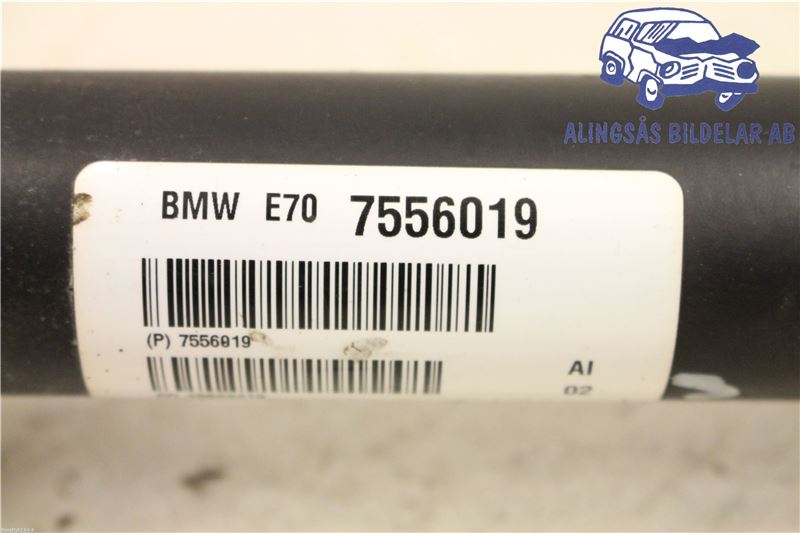 ALINGSÅS BILDELAR AB
BMW E70 7556019
(P) 7556019
AI
02